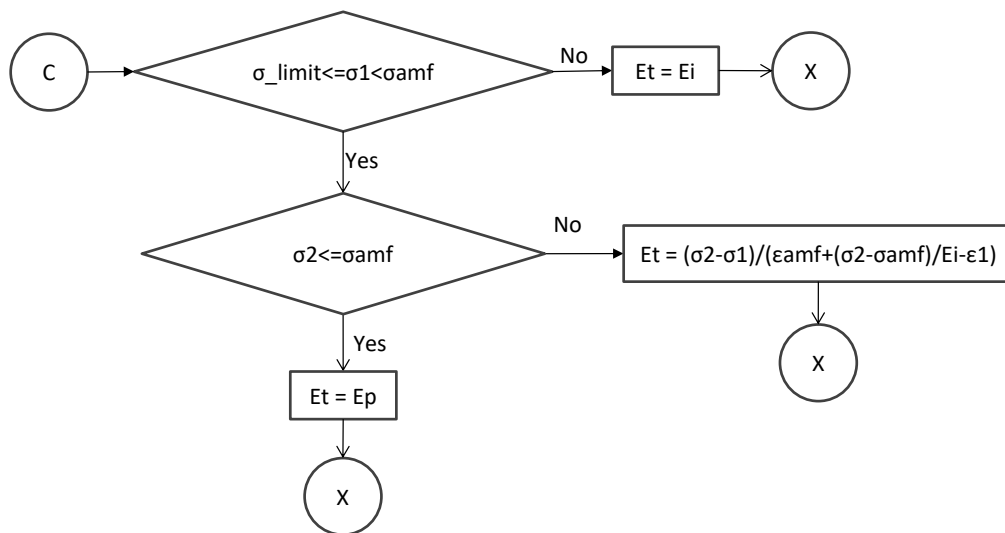 C
σ_limit<=σ1<σamf
No
Et = Ei
X
Yes
σ2<=σamf
No
Et = (σ2-σ1)/(εamf+(σ2-σamf)/Ei-ε1)
X
Yes
Et = Ep
X